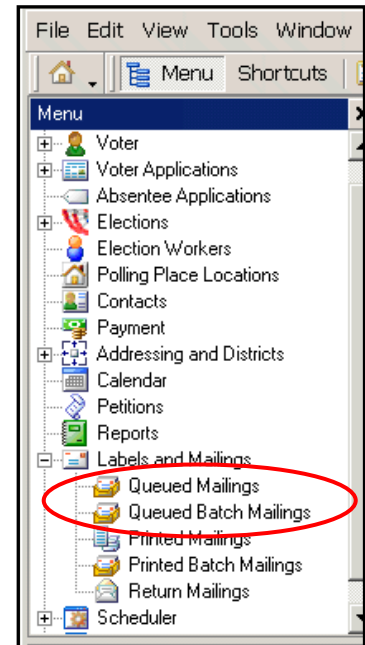 File Edit View Tools Window
Menu Shortcuts
Menu
Voter
Voter Applications
Absentee Applications
Elections
Election Workers
Polling Place Locations
Contacts
Payment
Addressing and Districts
Calendar
Petitions
Reports
Labels and Mailings
Queued Mailings
Queued Batch Mailings
Printed Mailings
Printed Batch Mailings
Return Mailings
Scheduler